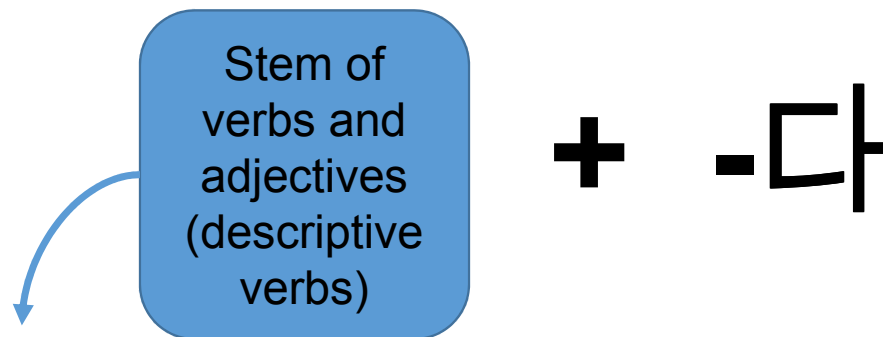 Stem of
verbs and
adjectives
(descriptive
verbs)
+ -다